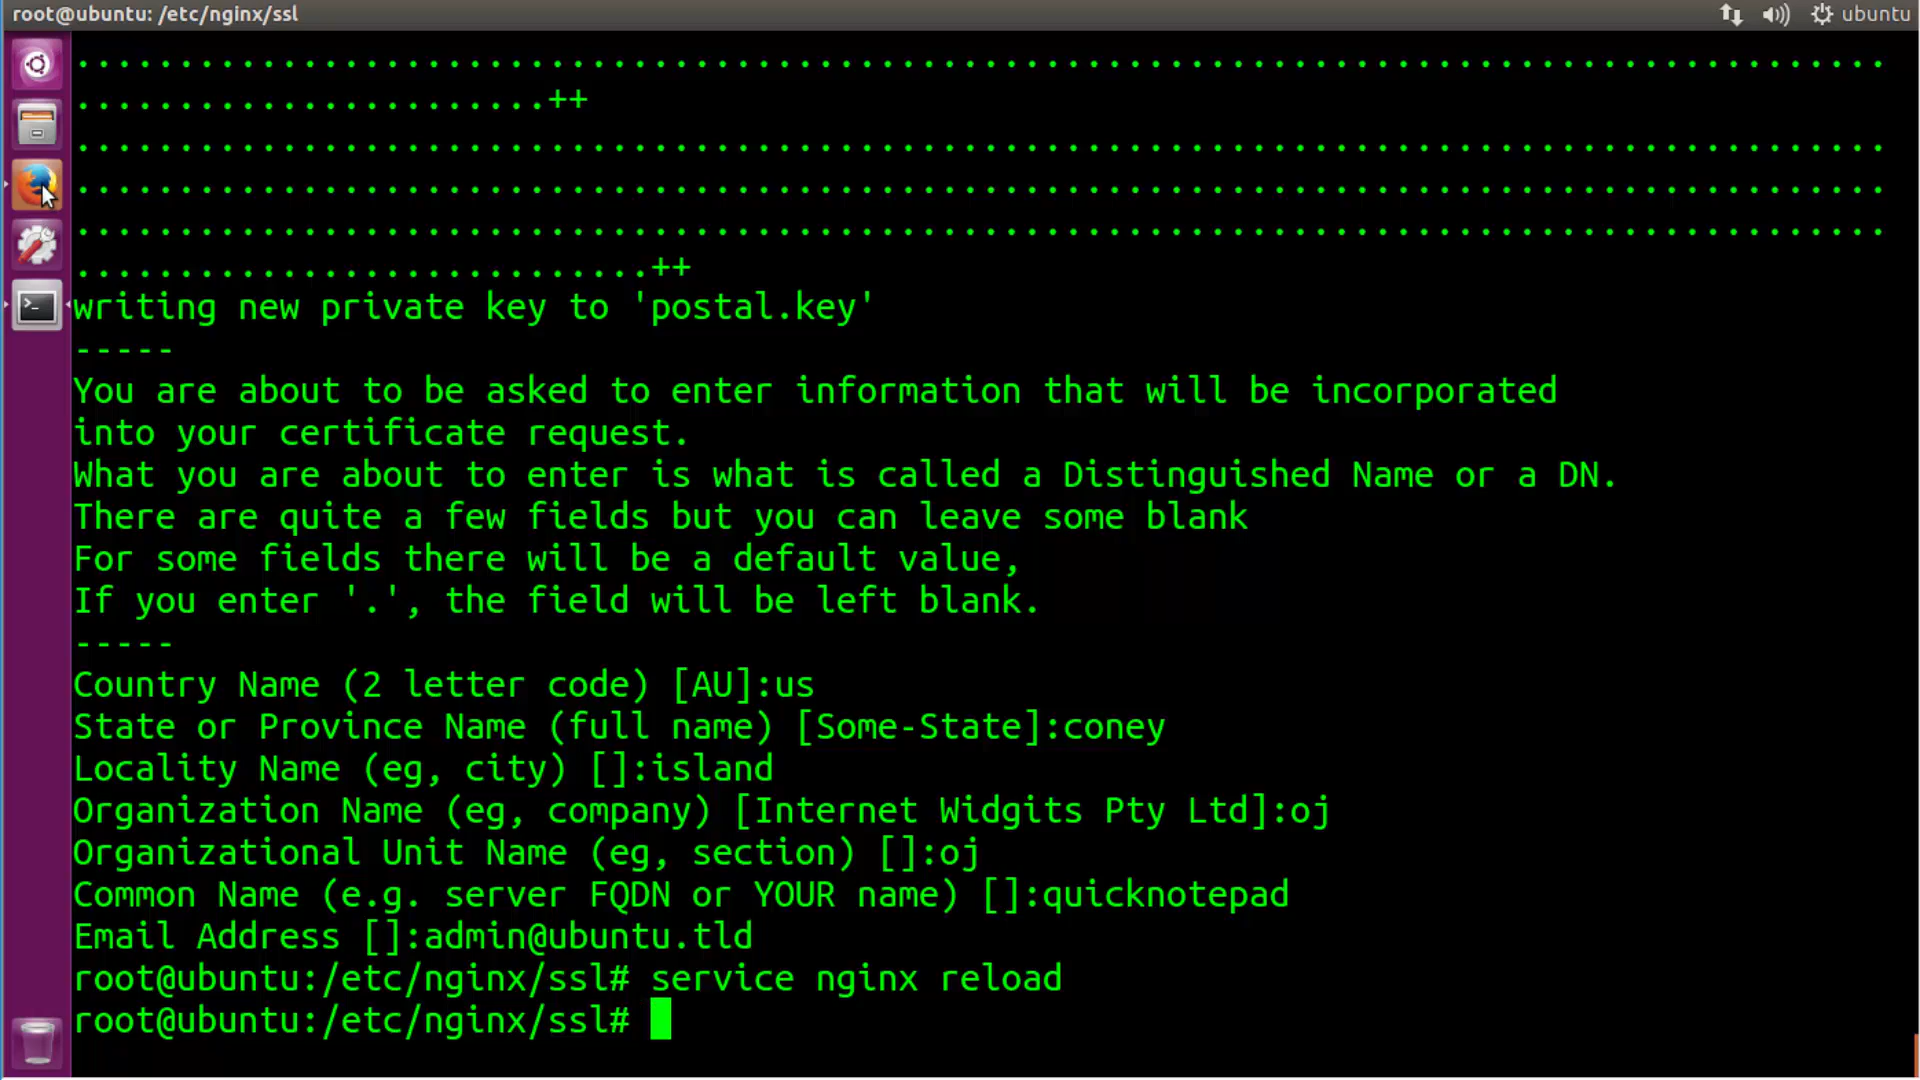 root@ubuntu: /etc/nginx/ssl
ubuntu
.........................................................................................
.......................++
.........................................................................................
.........................................................................................
.........................................................................................
............................++
writing new private key to 'postal.key'
-----
You are about to be asked to enter information that will be incorporated
into your certificate request.
What you are about to enter is what is called a Distinguished Name or a DN.
There are quite a few fields but you can leave some blank
For some fields there will be a default value,
If you enter '.', the field will be left blank.
-----
Country Name (2 letter code) [AU]:us
State or Province Name (full name) [Some-State]:coney
Locality Name (eg, city) []:island
Organization Name (eg, company) [Internet Widgits Pty Ltd]:oj
Organizational Unit Name (eg, section) []:oj
Common Name (e.g. server FQDN or YOUR name) []:quicknotepad
Email Address []:admin@ubuntu.tld
root@ubuntu:/etc/nginx/ssl# service nginx reload
root@ubuntu:/etc/nginx/ssl#